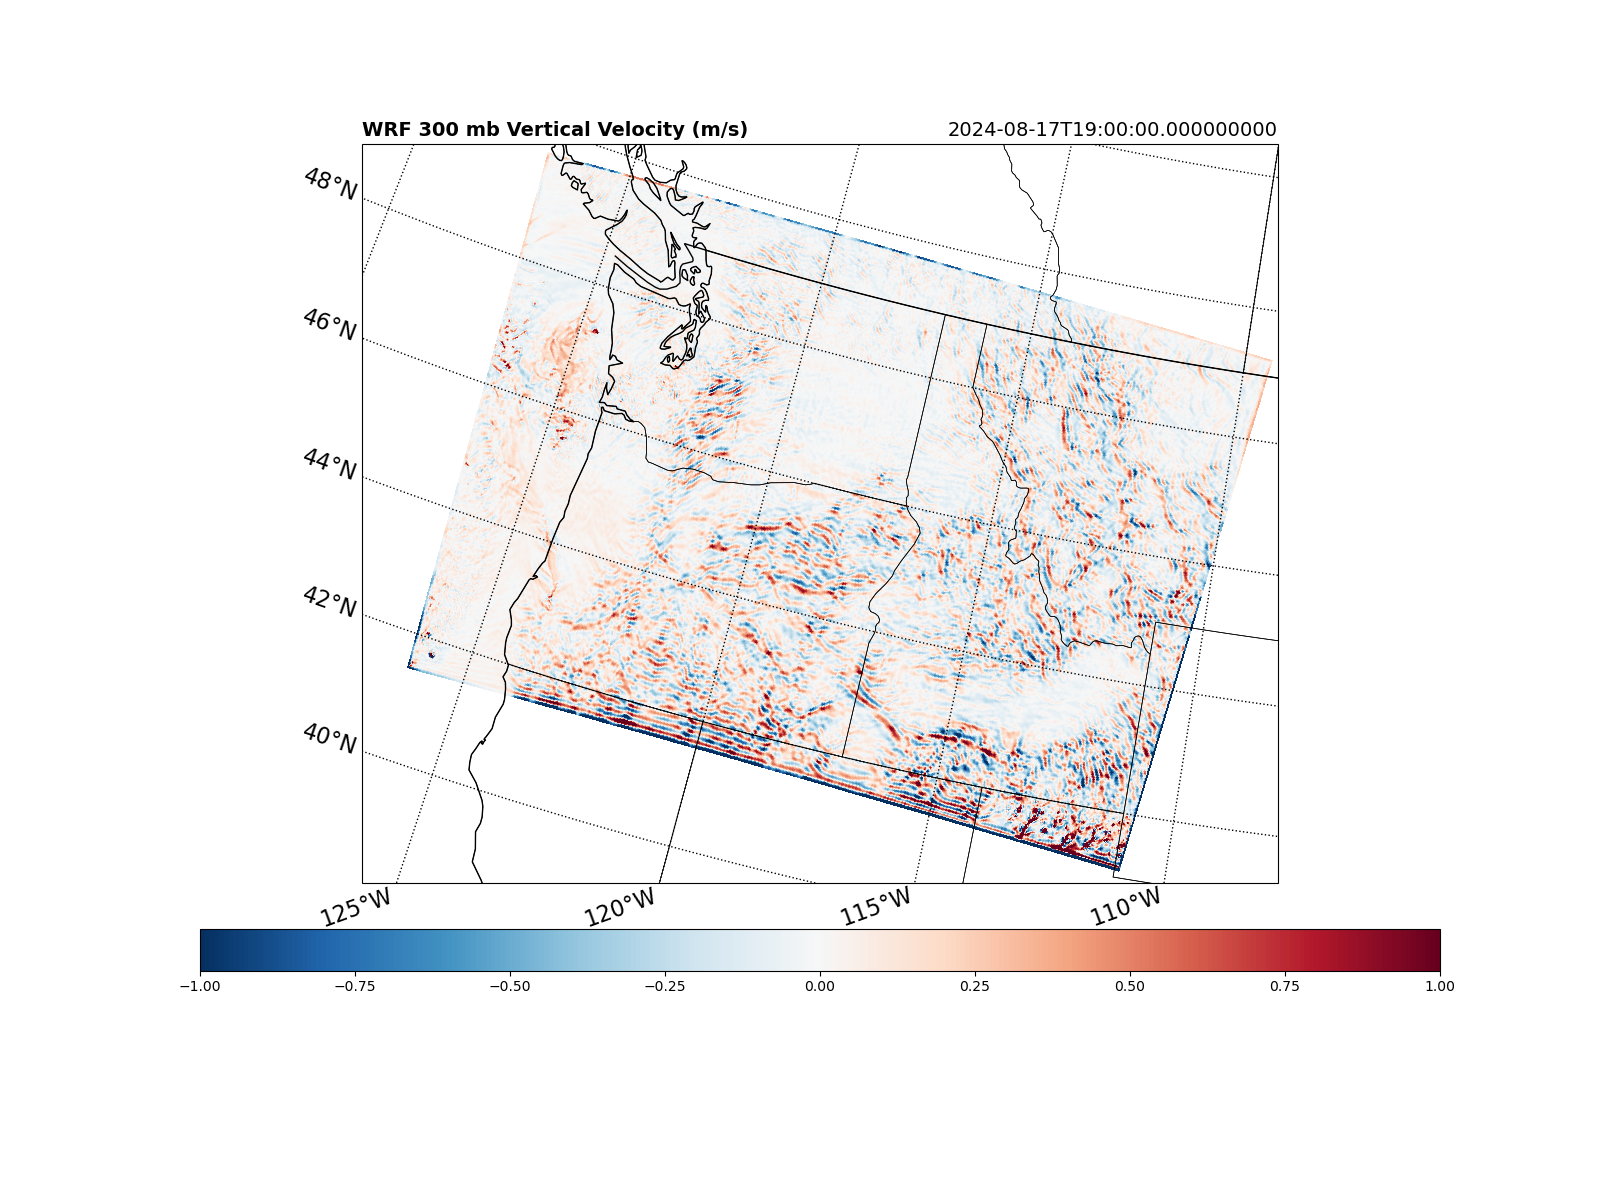 WRF 300 mb Vertical Velocity (m/s)
2024-08-17T19:00:00.000000000
48°N
46°N
44°N
42°N
40°N
125°W
120°W
115°W
110°W
−1.00
−0.75
−0.50
−0.25
0.00
0.25
0.50
0.75
1.00